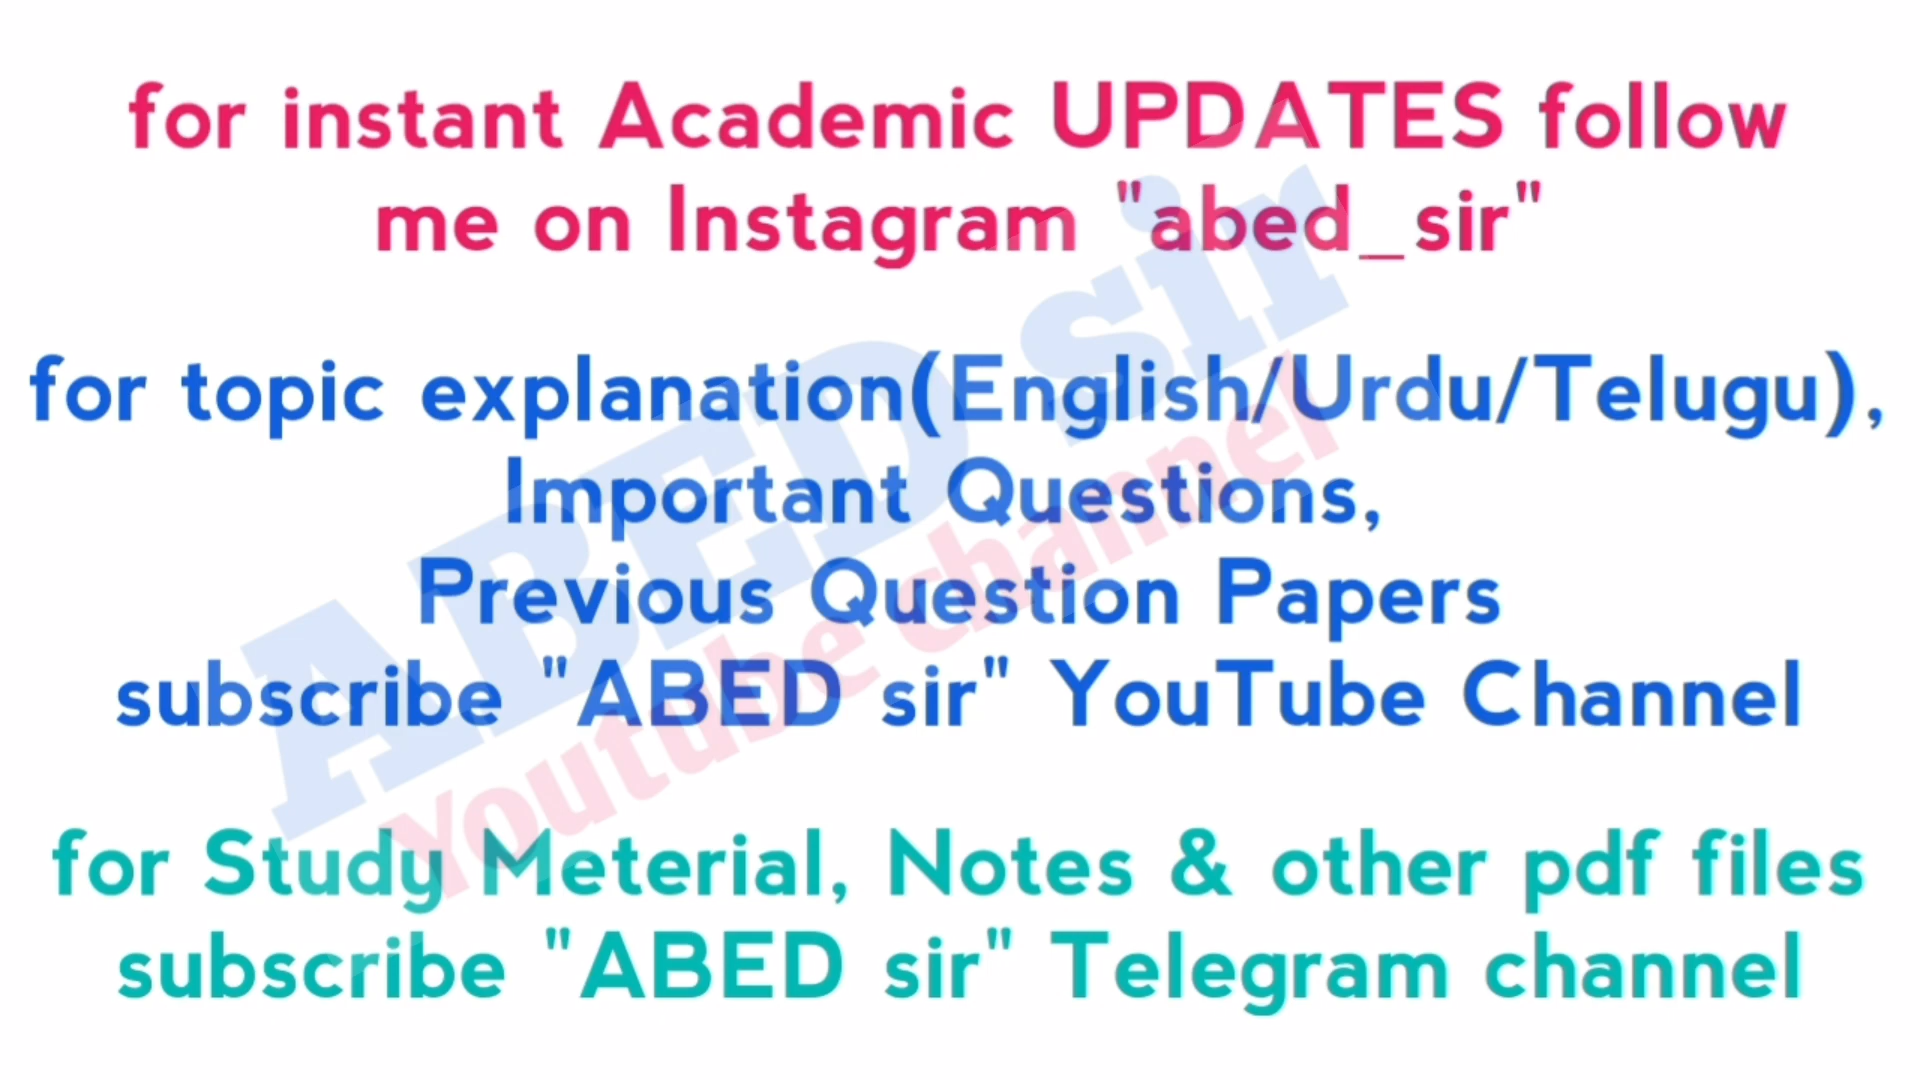 for instant Academic UPDATES follow
me on Instagram "abed_sir"
for topic explanation(English/Urdu/Telugu),
Important Questions,
Previous Question Papers
subscribe "ABED sir" YouTube Channel
for Study Meterial, Notes & other pdf files
subscribe "ABED sir" Telegram channel
ABED sir
Youtube channel